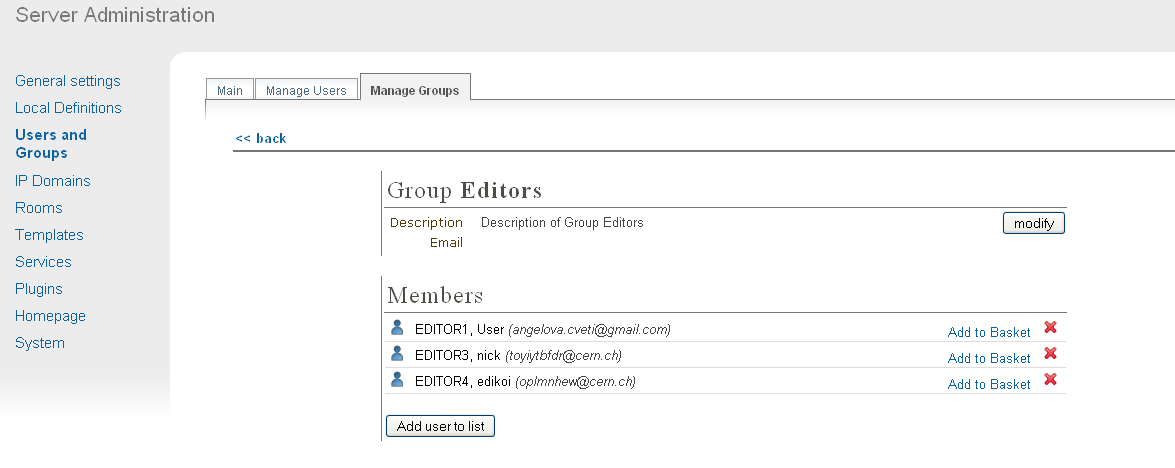 Server Administration
General settings
Local Definitions
Users and
Groups
IP Domains
Rooms
Templates
Services
Plugins
Homepage
System
Main Manage Users Manage Groups
<< back
Group Editors
Description Description of Group Editors modify
Email
Members
EDITOR1, User (angelova.cveti@gmail.com) Add to Basket
EDITOR3, nick (toyiytbfdr@cern.ch) Add to Basket
EDITOR4, edikoi (oplmnhew@cern.ch) Add to Basket
Add user to list